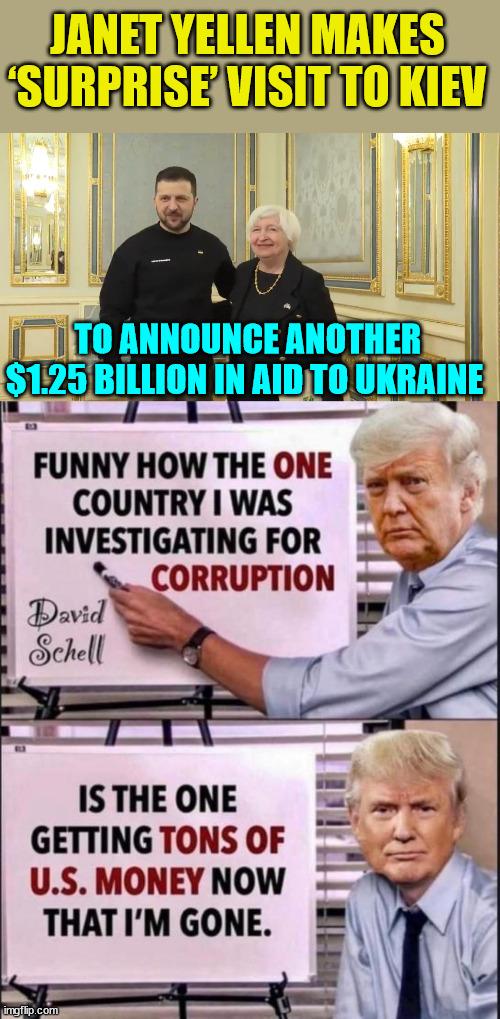 JANET YELLEN MAKES
‘SURPRISE’ VISIT TO KIEV
TO ANNOUNCE ANOTHER
$1.25 BILLION IN AID TO UKRAINE
FUNNY HOW THE ONE
COUNTRY I WAS
INVESTIGATING FOR
CORRUPTION
David
Schell
IS THE ONE
GETTING TONS OF
U.S. MONEY NOW
THAT I'M GONE.
imgflip.com